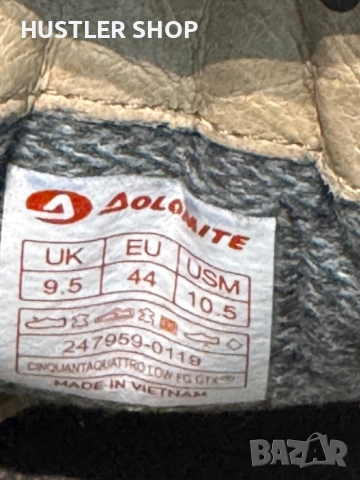 HUSTLER SHOP
DOLOMITE
UK EU USM
9.5 44 10.5
247959-0119
CINQUANTAQUATTRO LOW FG GTX
MADE IN VIETNAM
BAZAR